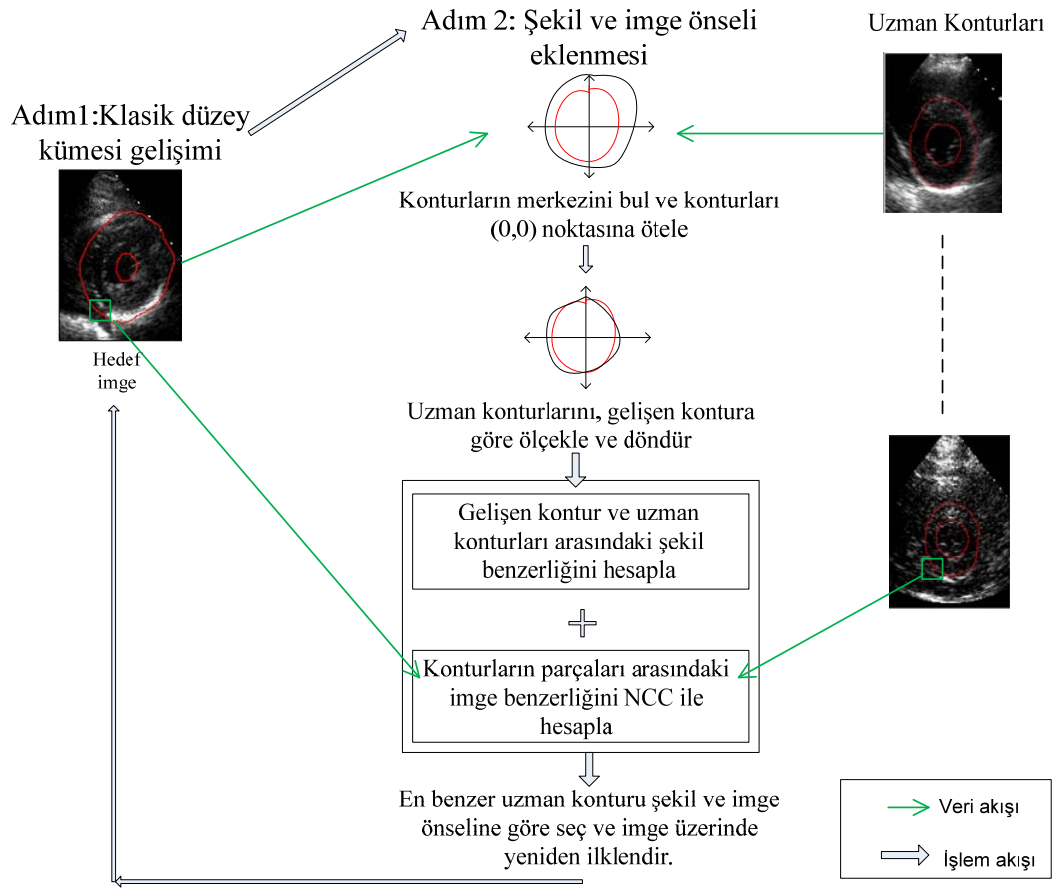 Adım 2: Şekil ve imge önseli
eklenmesi
Uzman Konturları
Adım1:Klasik düzey
kümesi gelişimi
Hedef
imge
Konturların merkezini bul ve konturları
(0,0) noktasına ötele
Uzman konturlarını, gelişen kontura
göre ölçekle ve döndür
Gelişen kontur ve uzman
konturları arasındaki şekil
benzerliğini hesapla
+
Konturların parçaları arasındaki
imge benzerliğini NCC ile
hesapla
En benzer uzman konturu şekil ve imge
önseline göre seç ve imge üzerinde
yeniden ilklendir.
Veri akışı
İşlem akışı